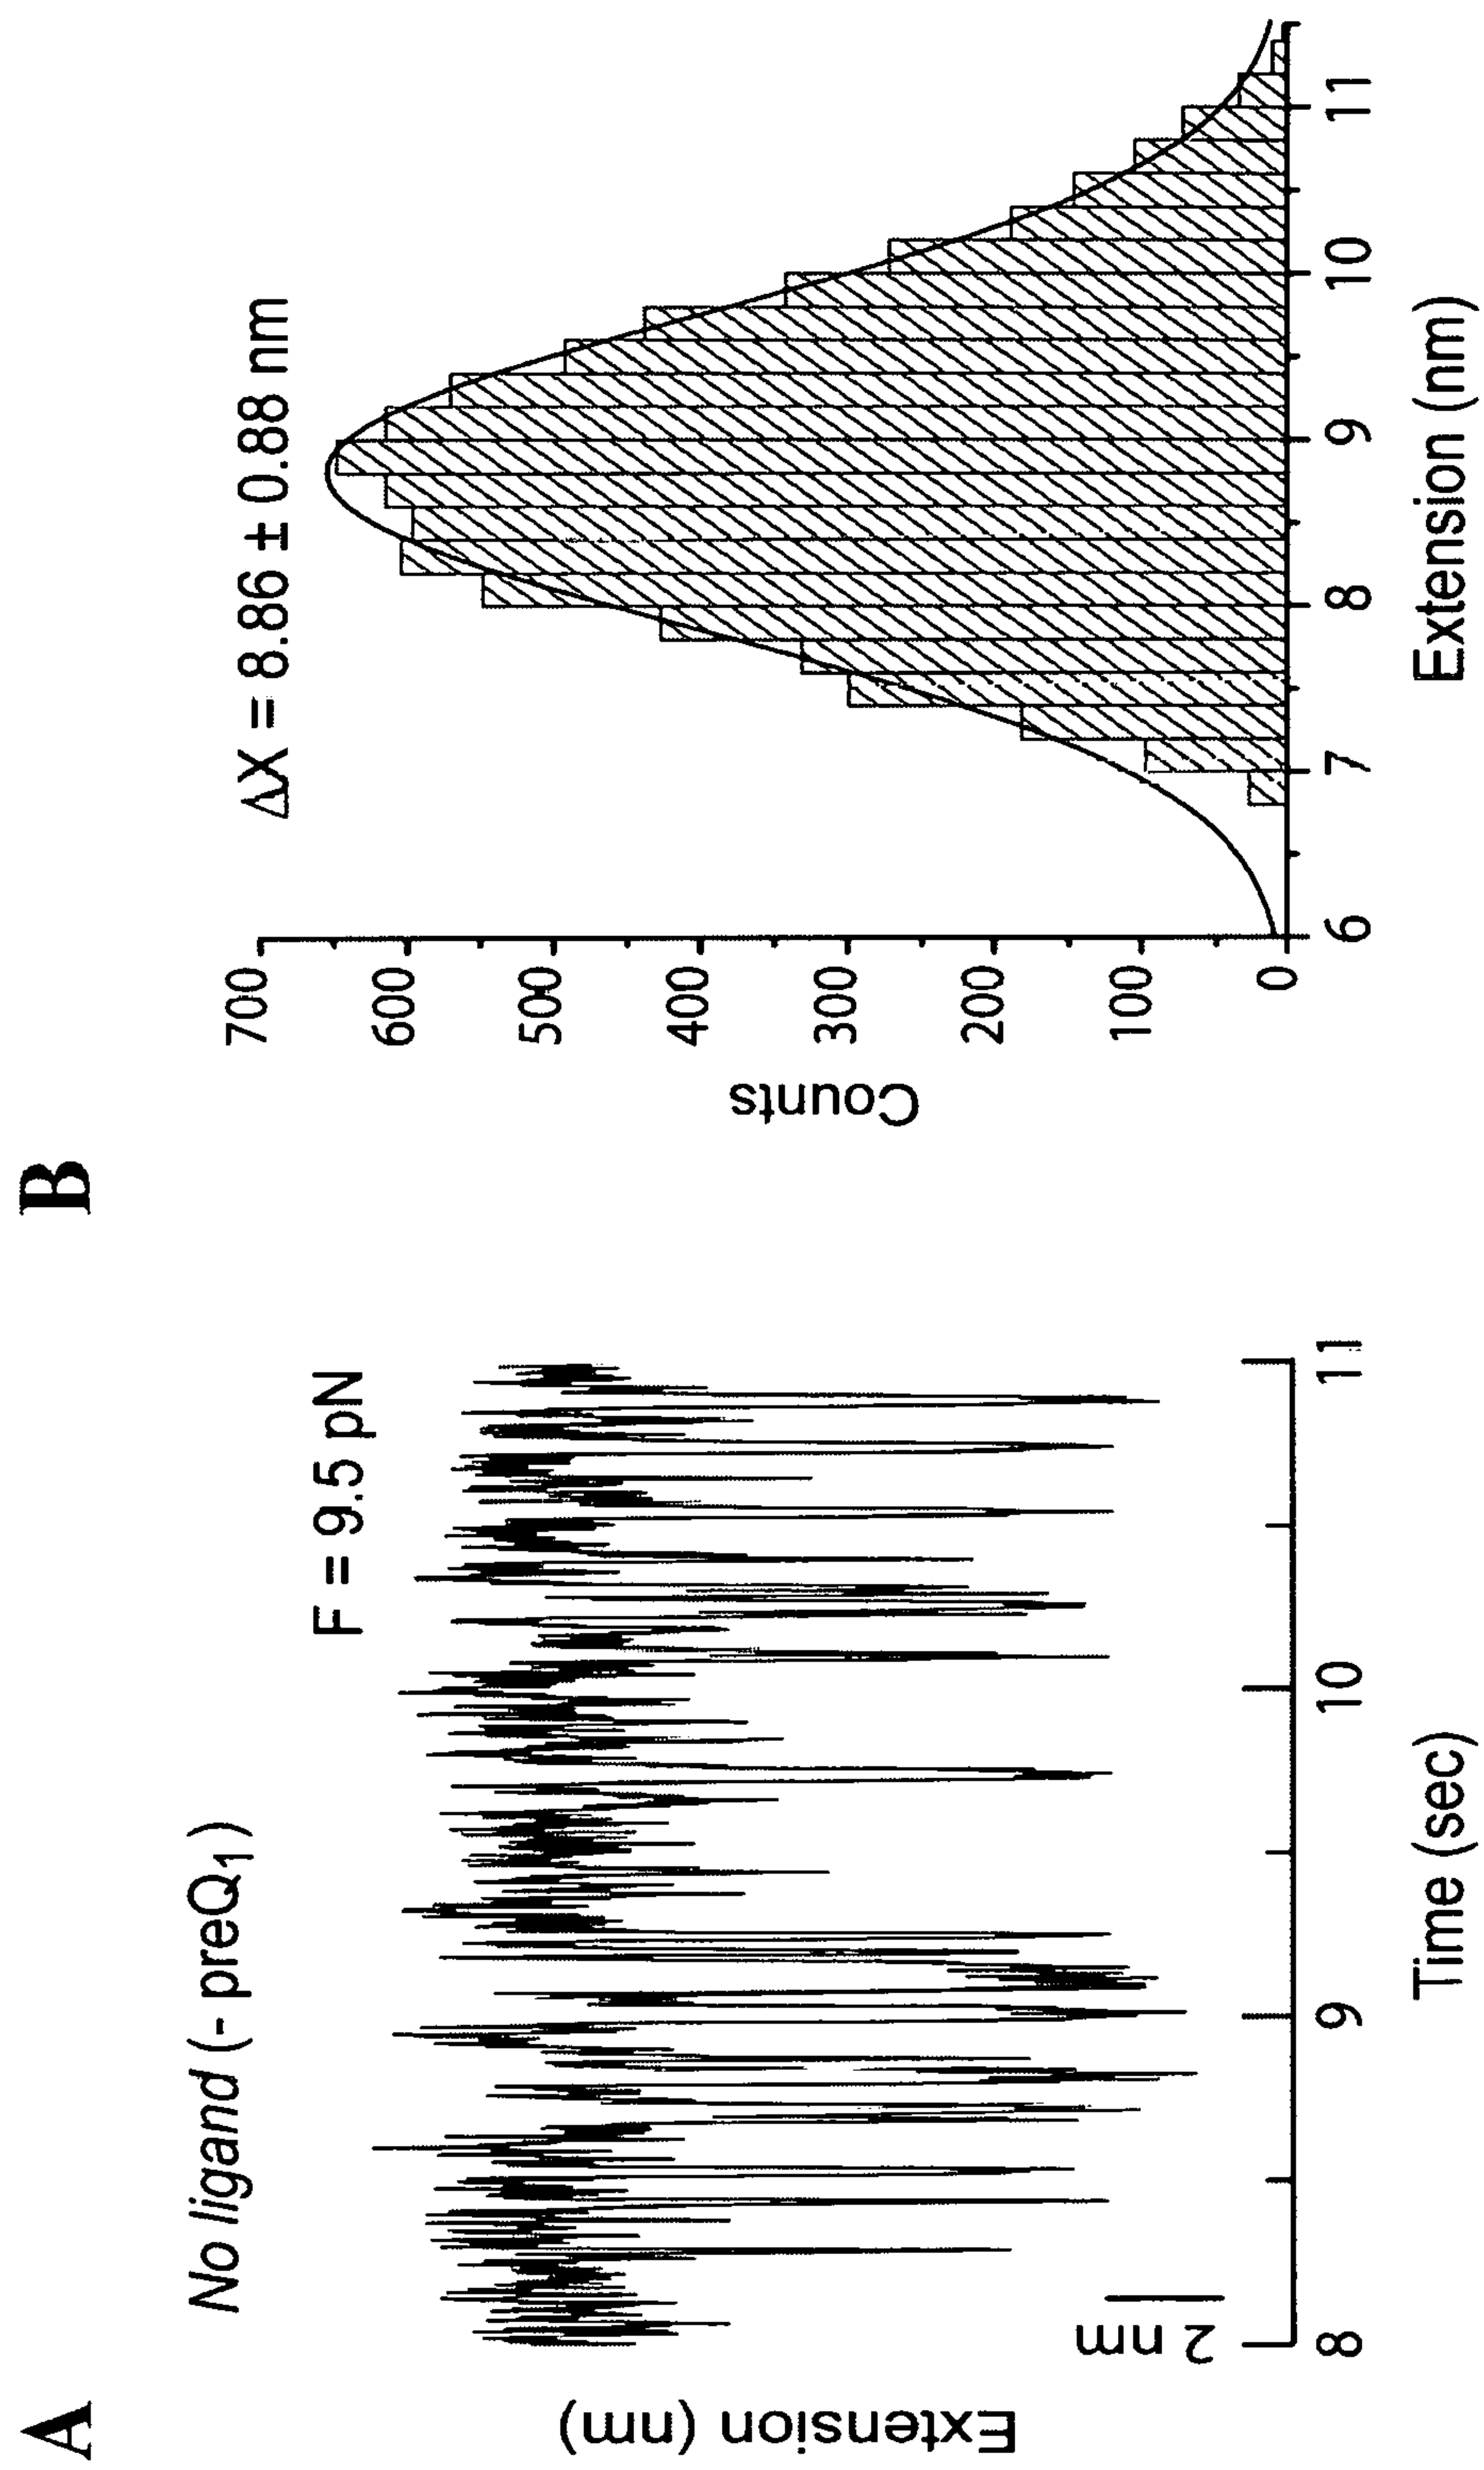 A
No ligand (- preQ1)
F = 9.5 pN
Extension (nm)
2 nm
8
9
10
11
Time (sec)
B
ΔX = 8.86 ± 0.88 nm
Counts
700
600
500
400
300
200
100
0
6
7
8
9
10
11
Extension (nm)